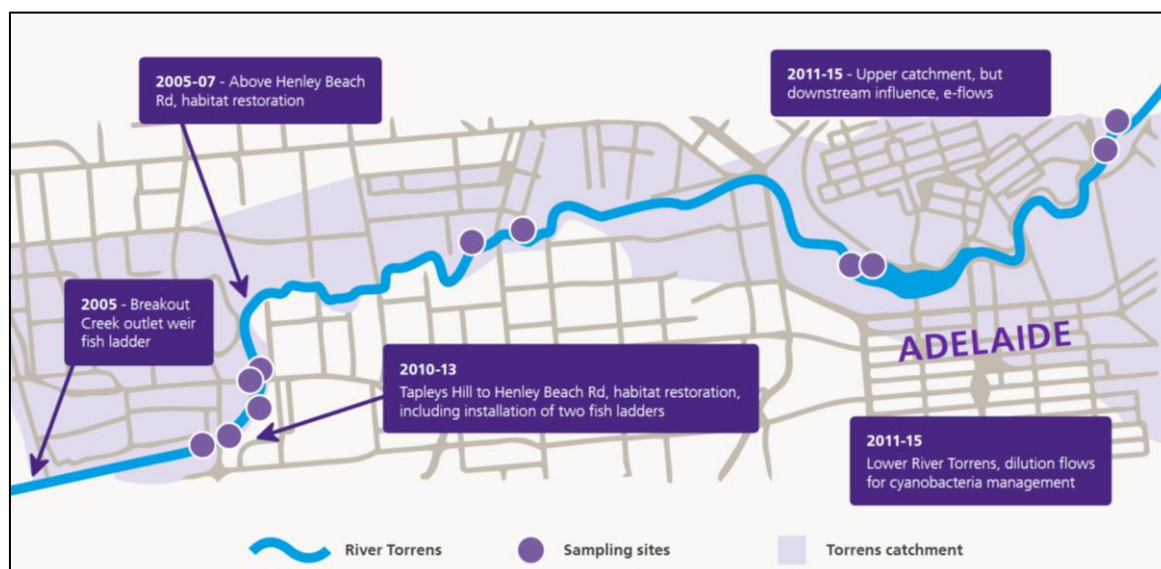 2005-07 - Above Henley Beach
Rd, habitat restoration
2011-15 - Upper catchment, but
downstream influence, e-flows
2005 - Breakout
Creek outlet weir
fish ladder
2010-13
Tapleys Hill to Henley Beach Rd, habitat restoration,
including installation of two fish ladders
ADELAIDE
2011-15
Lower River Torrens, dilution flows
for cyanobacteria management
River Torrens
Sampling sites
Torrens catchment